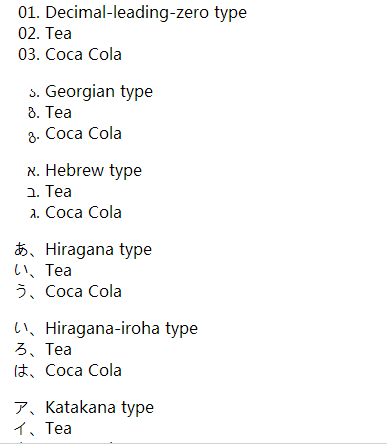 01. Decimal-leading-zero type
02. Tea
03. Coca Cola
ა. Georgian type
ბ. Tea
გ. Coca Cola
א. Hebrew type
ב. Tea
ג. Coca Cola
あ、Hiragana type
い、Tea
う、Coca Cola
い、Hiragana-iroha type
ろ、Tea
は、Coca Cola
ア、Katakana type
イ、Tea